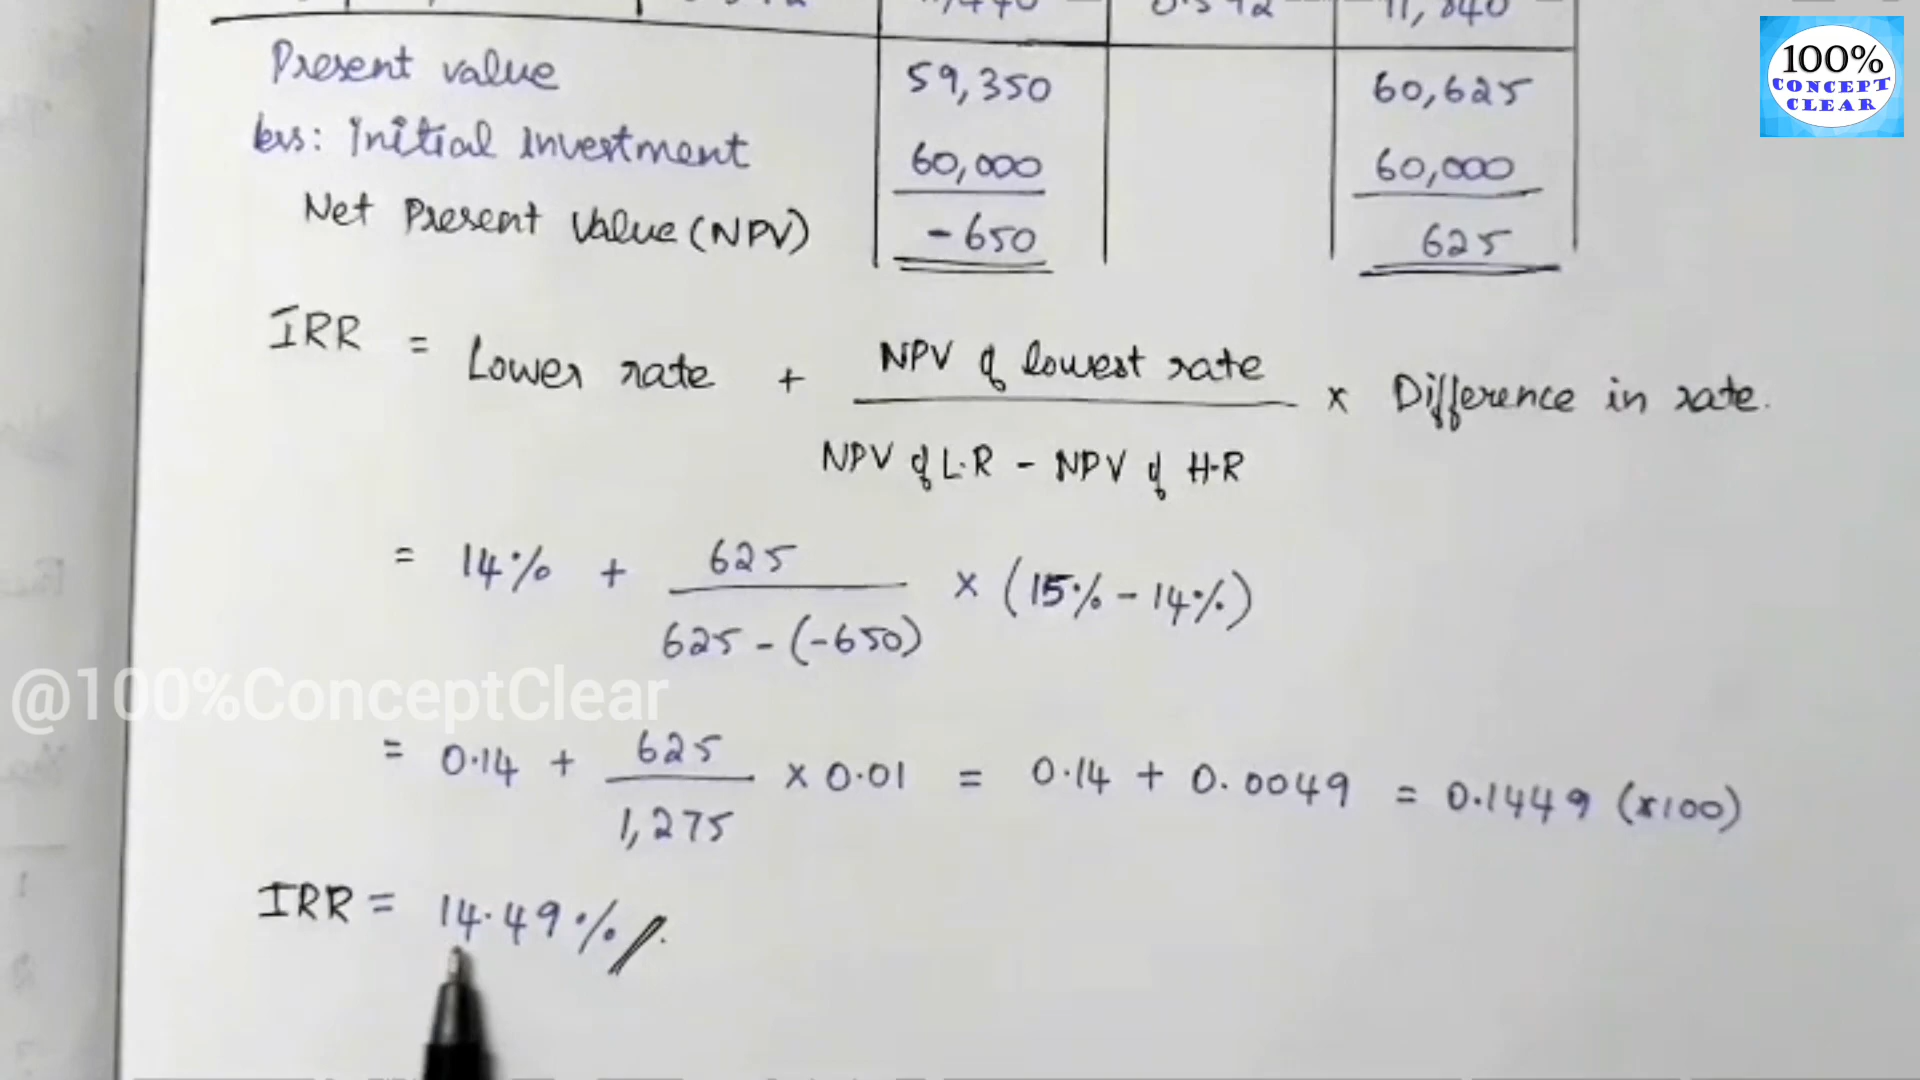 100%
CONCEPT
CLEAR
Present value 59,350 60,625
Initial Investment 60,000 60,000
Net Present Value (NPV) -650 625
IRR = Lower rate + NPV of lowest rate × Difference in rate.
NPV of L.R - NPV of H.R
= 14% + 625 × (15% - 14%)
625 - (-650)
@100%ConceptClear
= 0.14 + 625 × 0.01 = 0.14 + 0.0049 = 0.1449 (×100)
1,275
IRR = 14.49%